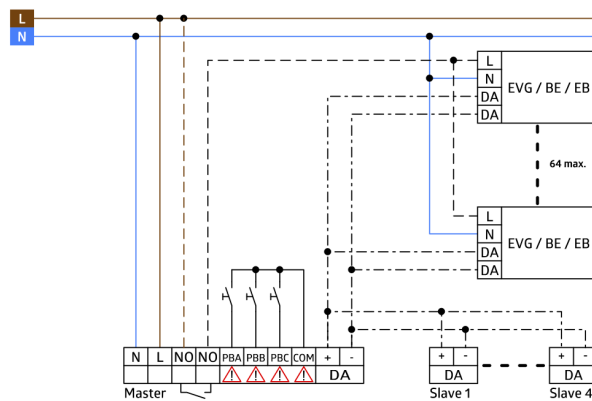 L
N
L
N
DA
DA
EVG / BE / EB
64 max.
L
N
DA
DA
EVG / BE / EB
N L NO NO PBA PBB PBC COM + -
DA
Master
+ -
DA
Slave 1
+ -
DA
Slave 4